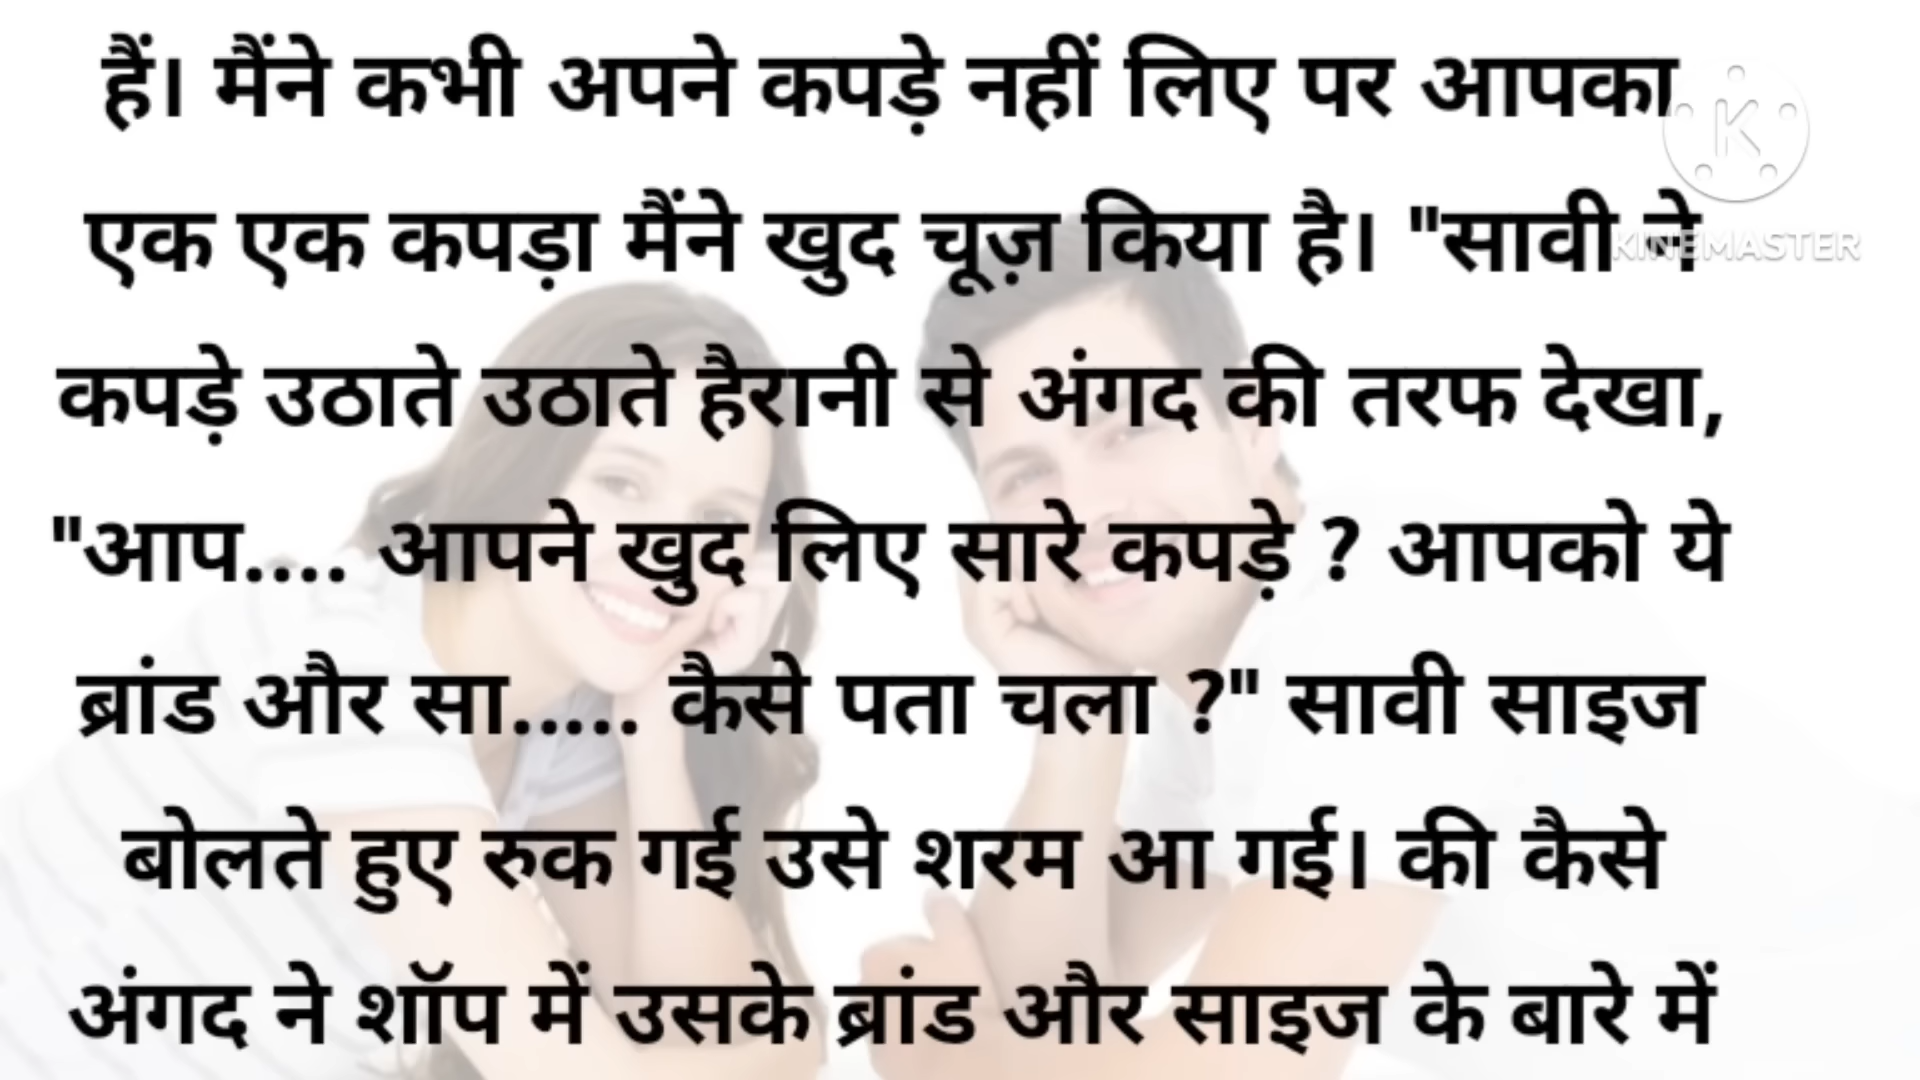 हैं। मैंने कभी अपने कपड़े नहीं लिए पर आपका
एक एक कपड़ा मैंने खुद चूज़ किया है। "सावी ने
कपड़े उठाते उठाते हैरानी से अंगद की तरफ देखा,
"आप.... आपने खुद लिए सारे कपड़े ? आपको ये
ब्रांड और सा..... कैसे पता चला ?" सावी साइज
बोलते हुए रुक गई उसे शरम आ गई। की कैसे
अंगद ने शॉप में उसके ब्रांड और साइज के बारे में
K
KINEMASTER